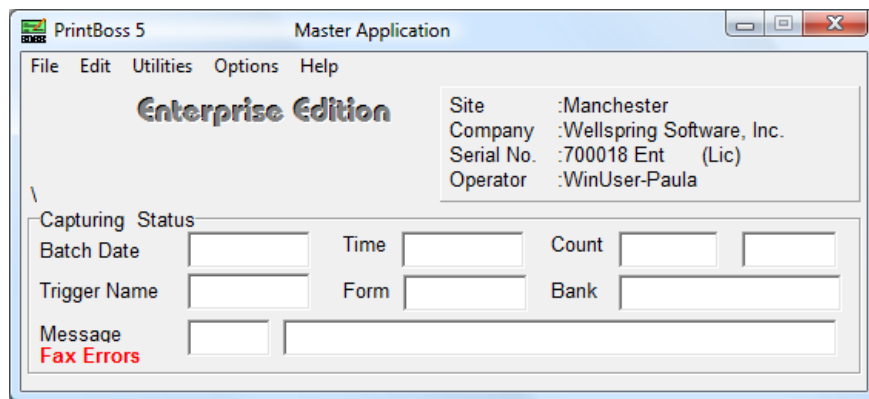 PrintBoss 5 Master Application
File Edit Utilities Options Help
Enterprise Edition
Site :Manchester
Company :Wellspring Software, Inc.
Serial No. :700018 Ent (Lic)
Operator :WinUser-Paula
\
Capturing Status
Batch Date Time Count
Trigger Name Form Bank
Message
Fax Errors